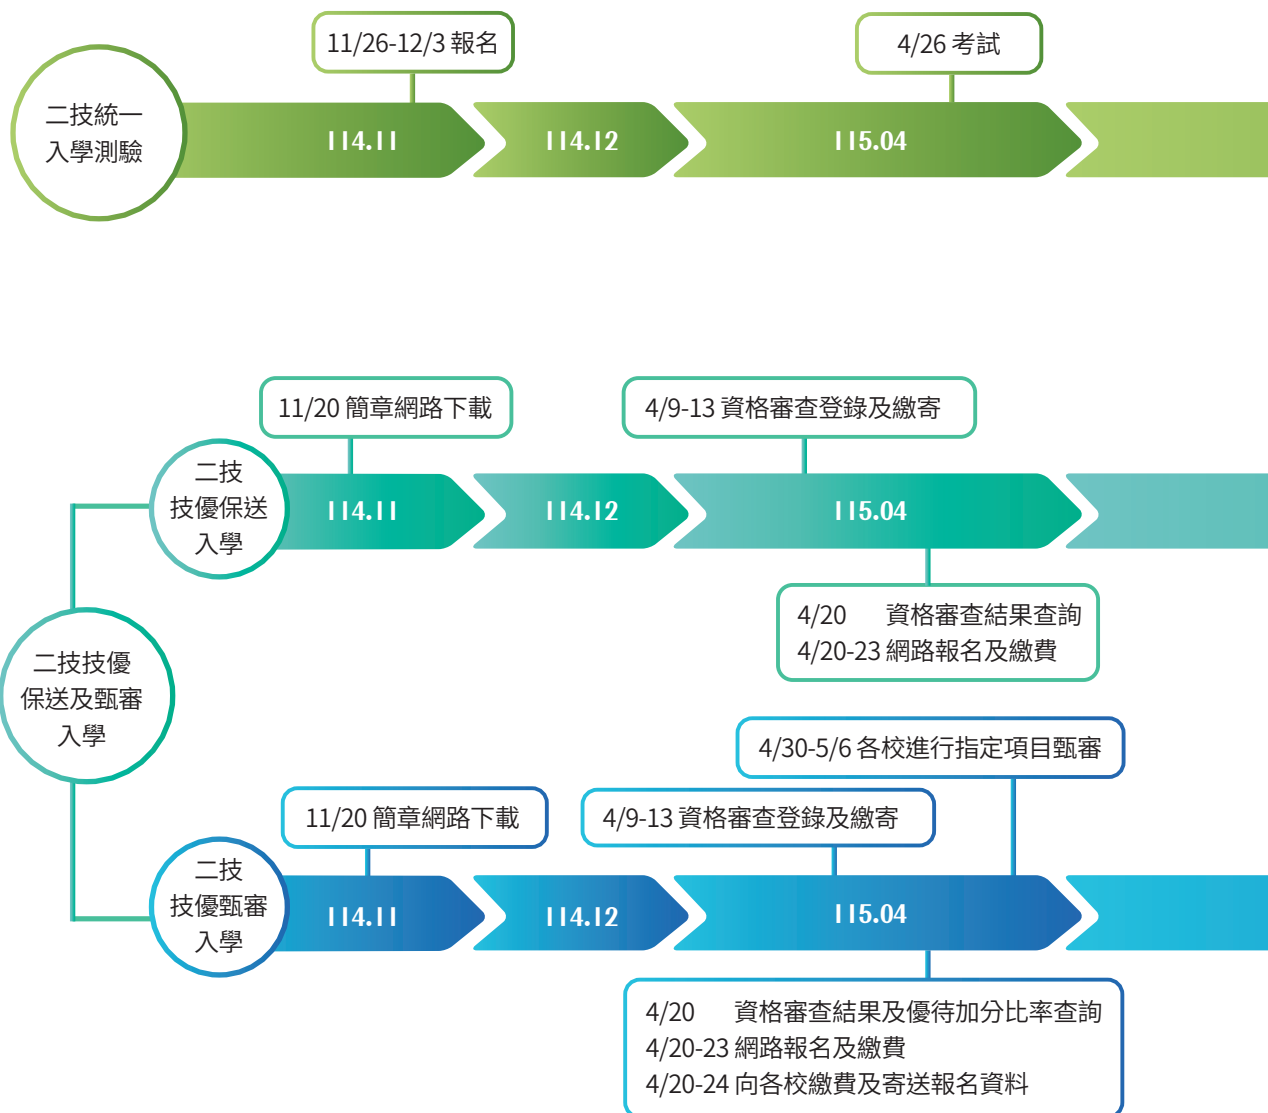 11/26-12/3 報名
4/26 考試
二技統一
入學測驗
114.11
114.12
115.04
11/20 簡章網路下載
4/9-13 資格審查登錄及繳寄
二技
技優保送
入學
114.11
114.12
115.04
4/20 資格審查結果查詢
4/20-23 網路報名及繳費
二技技優
保送及甄審
入學
4/30-5/6 各校進行指定項目甄審
11/20 簡章網路下載
4/9-13 資格審查登錄及繳寄
二技
技優甄審
入學
114.11
114.12
115.04
4/20 資格審查結果及優待加分比率查詢
4/20-23 網路報名及繳費
4/20-24 向各校繳費及寄送報名資料